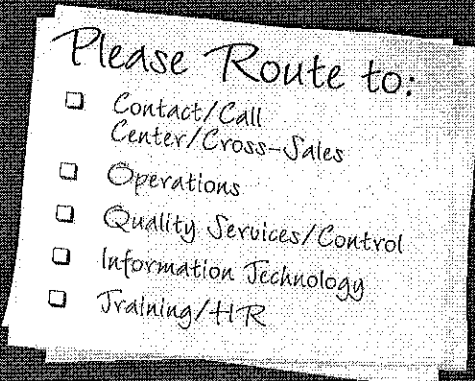 Please Route to:
❑ Contact/Call
Center/Cross-Sales
❑ Operations
❑ Quality Services/Control
❑ Information Technology
❑ Training/HR